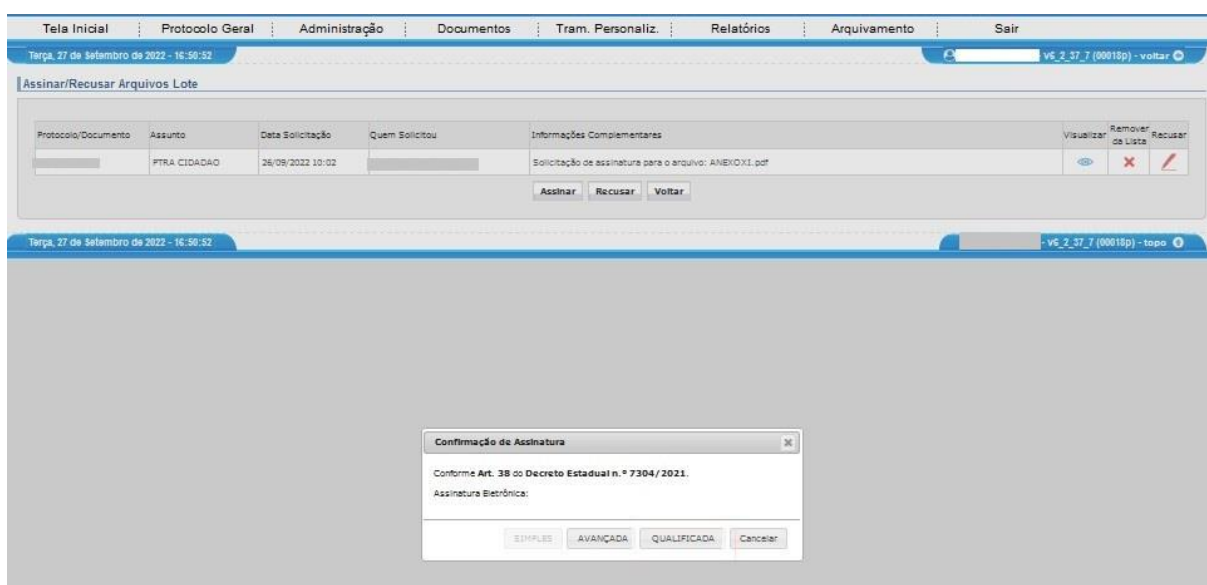 Tela Inicial Protocolo Geral Administração Documentos Tram. Personaliz. Relatórios Arquivamento Sair
Terça, 27 de Setembro de 2022 - 16:50:52 v6_2_37_7 (00018p) - voltar
Assinar/Recusar Arquivos Lote
Protocolo/Documento Assunto Data Solicitação Quem Solicitou Informações Complementares Visualizar Remover da Lista Recusar
PTRA CIDADAO 26/09/2022 10:02 Solicitação de assinatura para o arquivo: ANEXOXI.pdf
Assinar Recusar Voltar
Terça, 27 de Setembro de 2022 - 16:50:52 - v6_2_37_7 (00018p) - topo
Confirmação de Assinatura
Conforme Art. 38 do Decreto Estadual n.º 7304/2021.
Assinatura Eletrônica:
SIMPLES AVANÇADA QUALIFICADA Cancelar